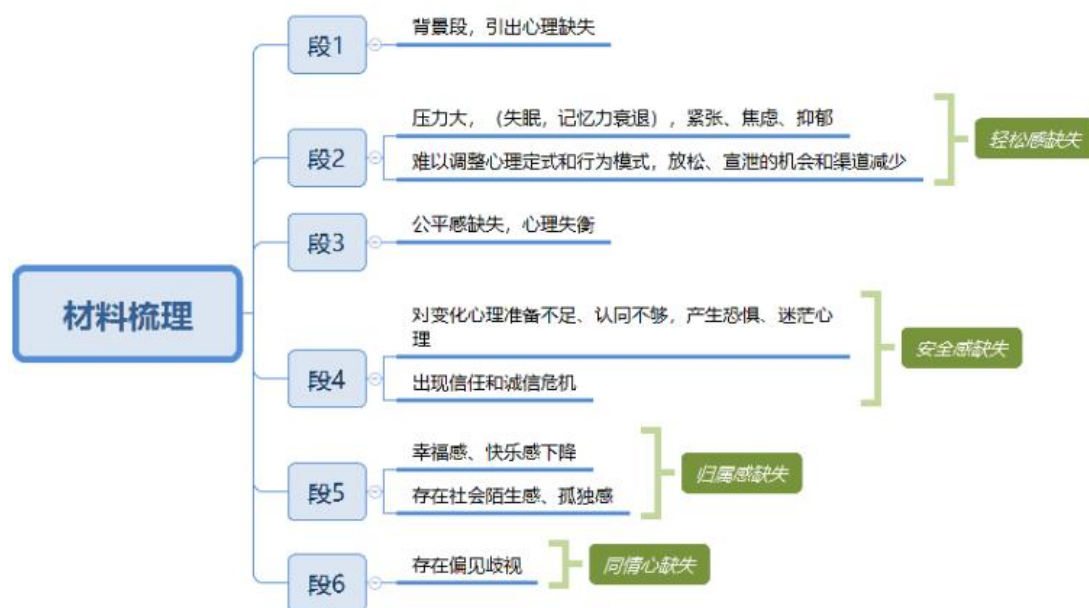 材料梳理
段1
背景段，引出心理缺失
段2
压力大，（失眠，记忆力衰退），紧张、焦虑、抑郁
难以调整心理定式和行为模式，放松、宣泄的机会和渠道减少
轻松感缺失
段3
公平感缺失，心理失衡
段4
对变化心理准备不足、认同不够，产生恐惧、迷茫心
理
出现信任和诚信危机
安全感缺失
段5
幸福感、快乐感下降
存在社会陌生感、孤独感
归属感缺失
段6
存在偏见歧视
同情心缺失